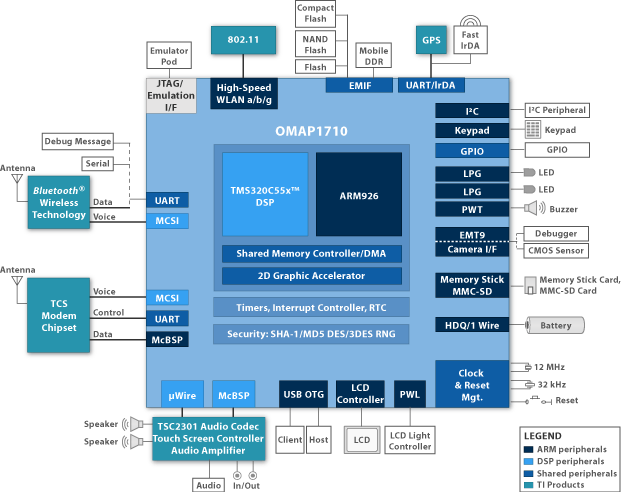 Compact
Flash
NAND
Flash
Flash
Mobile
DDR
Fast
IrDA
GPS
802.11
Emulator
Pod
JTAG/
Emulation
I/F
High-Speed
WLAN a/b/g
EMIF
UART/IrDA
OMAP1710
I²C
I²C Peripheral
Keypad
Keypad
GPIO
GPIO
LPG
LED
LPG
LED
PWT
Buzzer
EMT9
Camera I/F
Debugger
CMOS Sensor
Memory Stick
MMC-SD
Memory Stick Card,
MMC-SD Card
HDQ/1 Wire
Battery
Clock
& Reset
Mgt.
12 MHz
32 kHz
Reset
Debug Message
Serial
Antenna
Bluetooth®
Wireless
Technology
Data
Voice
UART
MCSI
TMS320C55x™
DSP
ARM926
Shared Memory Controller/DMA
2D Graphic Accelerator
Timers, Interrupt Controller, RTC
Security: SHA-1/MD5 DES/3DES RNG
Antenna
TCS
Modem
Chipset
Voice
Control
Data
MCSI
UART
McBSP
µWire
McBSP
USB OTG
LCD
Controller
PWL
Speaker
Speaker
TSC2301 Audio Codec
Touch Screen Controller
Audio Amplifier
Audio
In/Out
Client
Host
LCD
LCD Light
Controller
LEGEND
ARM peripherals
DSP peripherals
Shared peripherals
TI Products